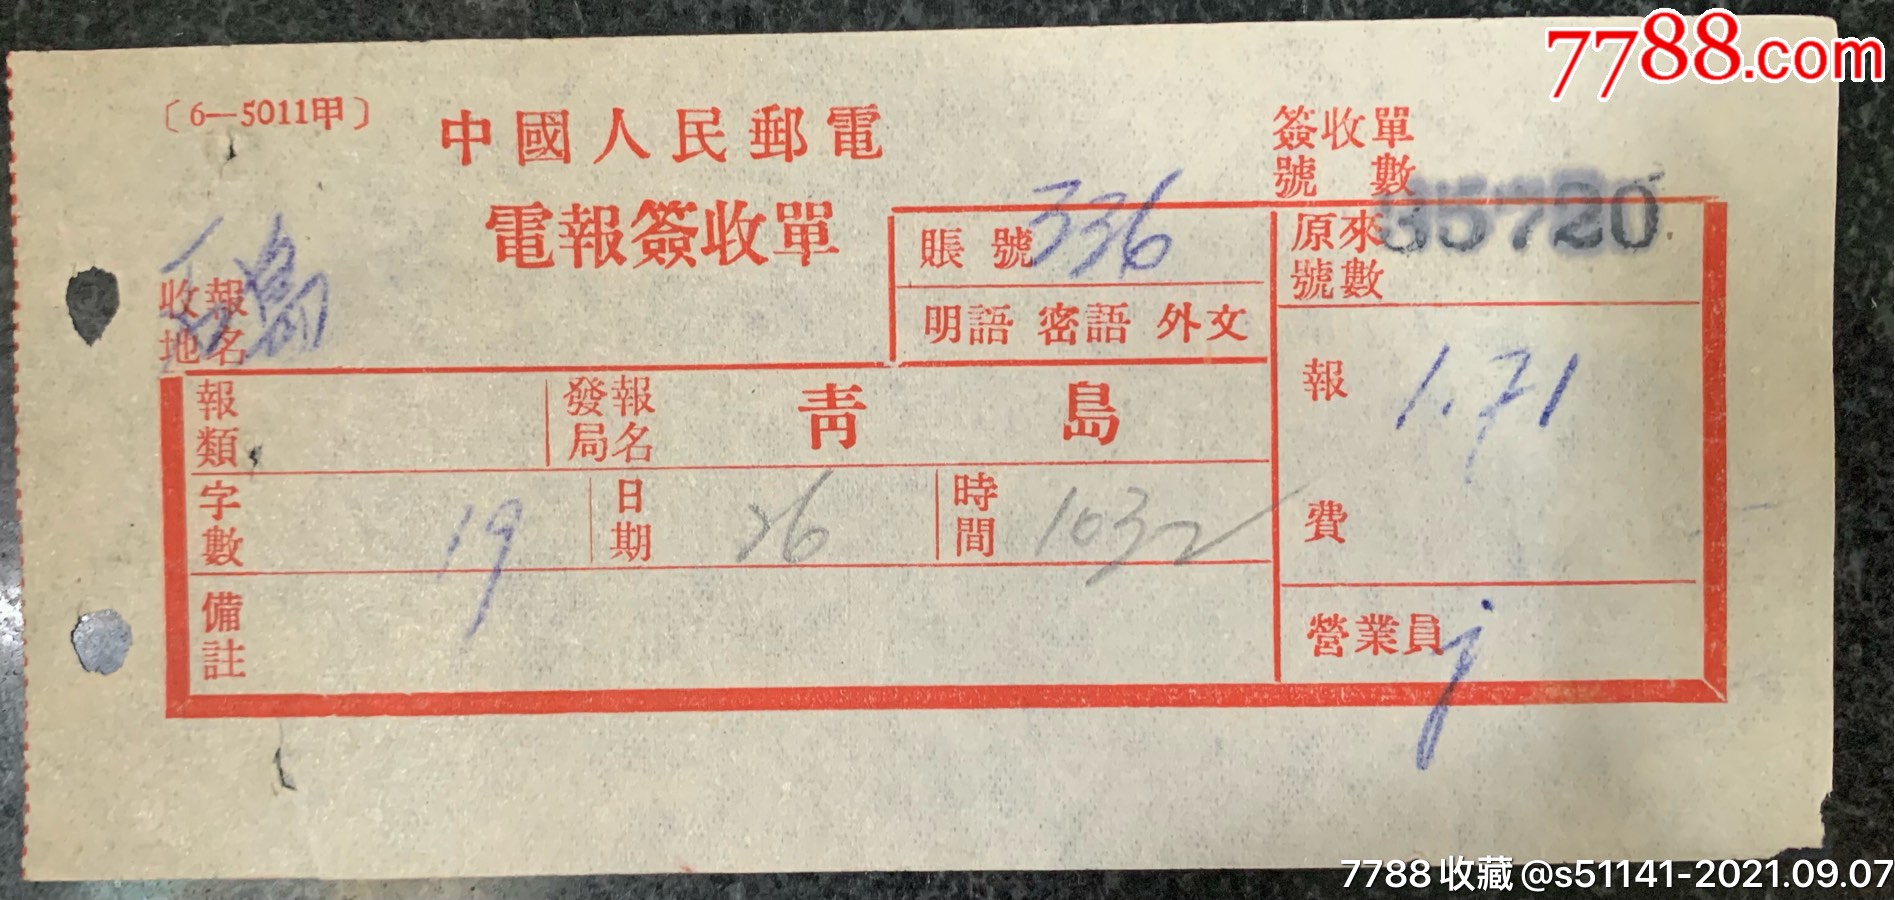 7788.com
〔6—5011甲〕
中國人民郵電
電報簽收單
簽收單
號數
35720
賬號 336
原來
號數
收報
地名
明語 密語 外文
報類
發報
局名
青島
報費 1.71
字數 19
日期 26
時間 1032
備註
營業員
7788收藏@s51141-2021.09.07